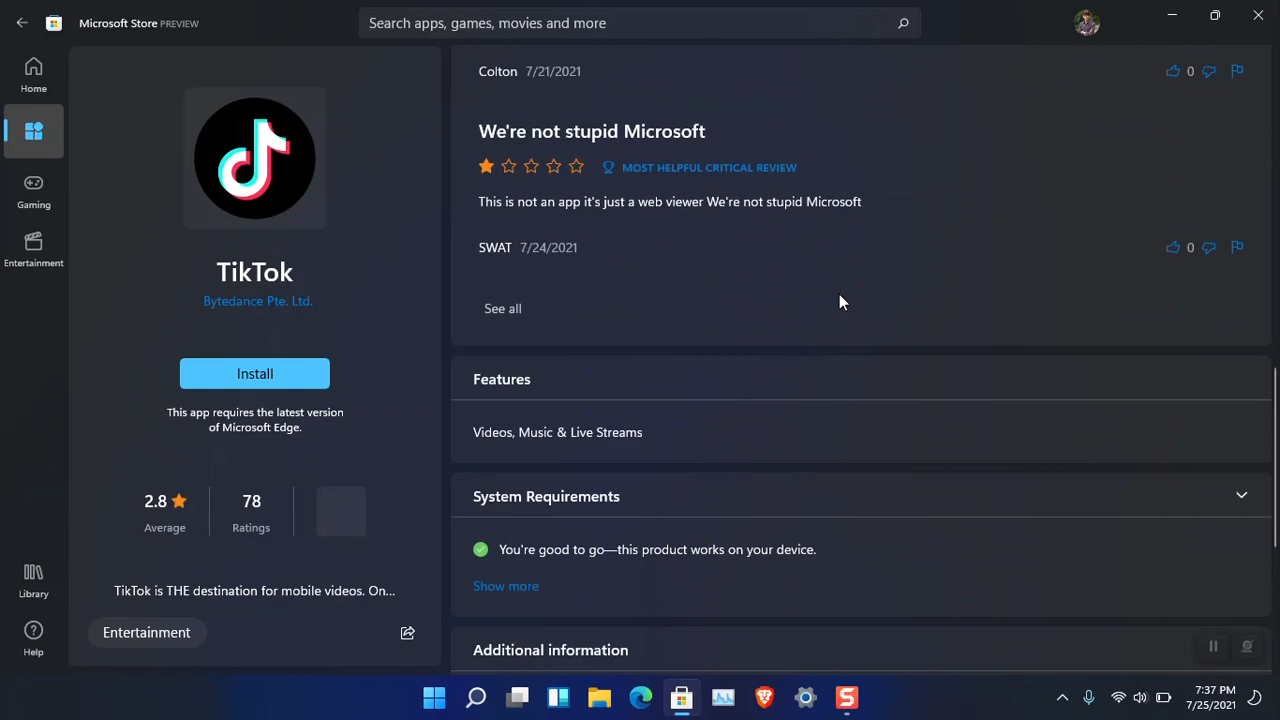 Microsoft Store PREVIEW
Search apps, games, movies and more
Home
Gaming
Entertainment
Library
Help
TikTok
Bytedance Pte. Ltd.
Install
This app requires the latest version
of Microsoft Edge.
2.8
Average
78
Ratings
TikTok is THE destination for mobile videos. On...
Entertainment
Colton 7/21/2021
0
We're not stupid Microsoft
MOST HELPFUL CRITICAL REVIEW
This is not an app it's just a web viewer We're not stupid Microsoft
SWAT 7/24/2021
0
See all
Features
Videos, Music & Live Streams
System Requirements
You're good to go—this product works on your device.
Show more
Additional information
S
7:37 PM
7/25/2021